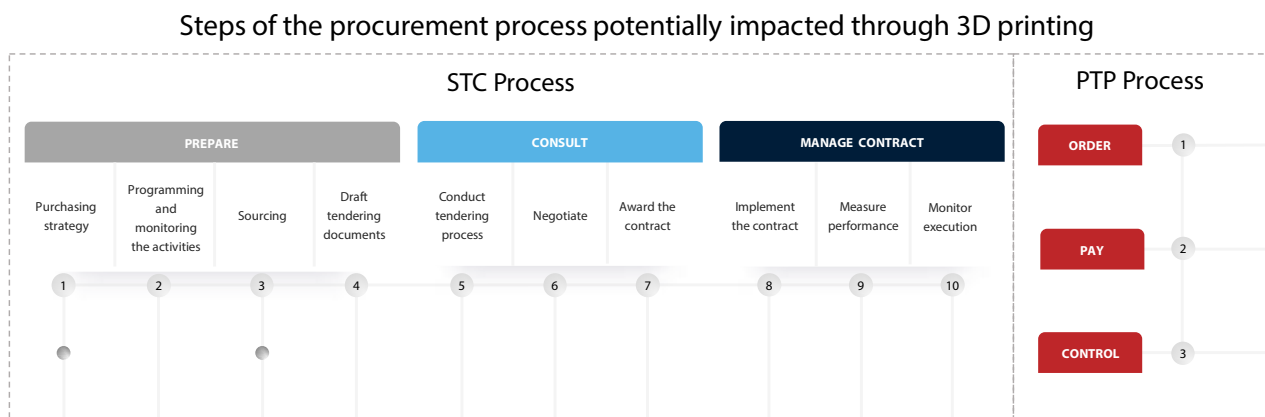 Steps of the procurement process potentially impacted through 3D printing
STC Process
PTP Process
PREPARE
CONSULT
MANAGE CONTRACT
Purchasing
strategy
Programming
and
monitoring
the activities
Sourcing
Draft
tendering
documents
Conduct
tendering
process
Negotiate
Award the
contract
Implement
the contract
Measure
performance
Monitor
execution
1
2
3
4
5
6
7
8
9
10
ORDER
1
PAY
2
CONTROL
3